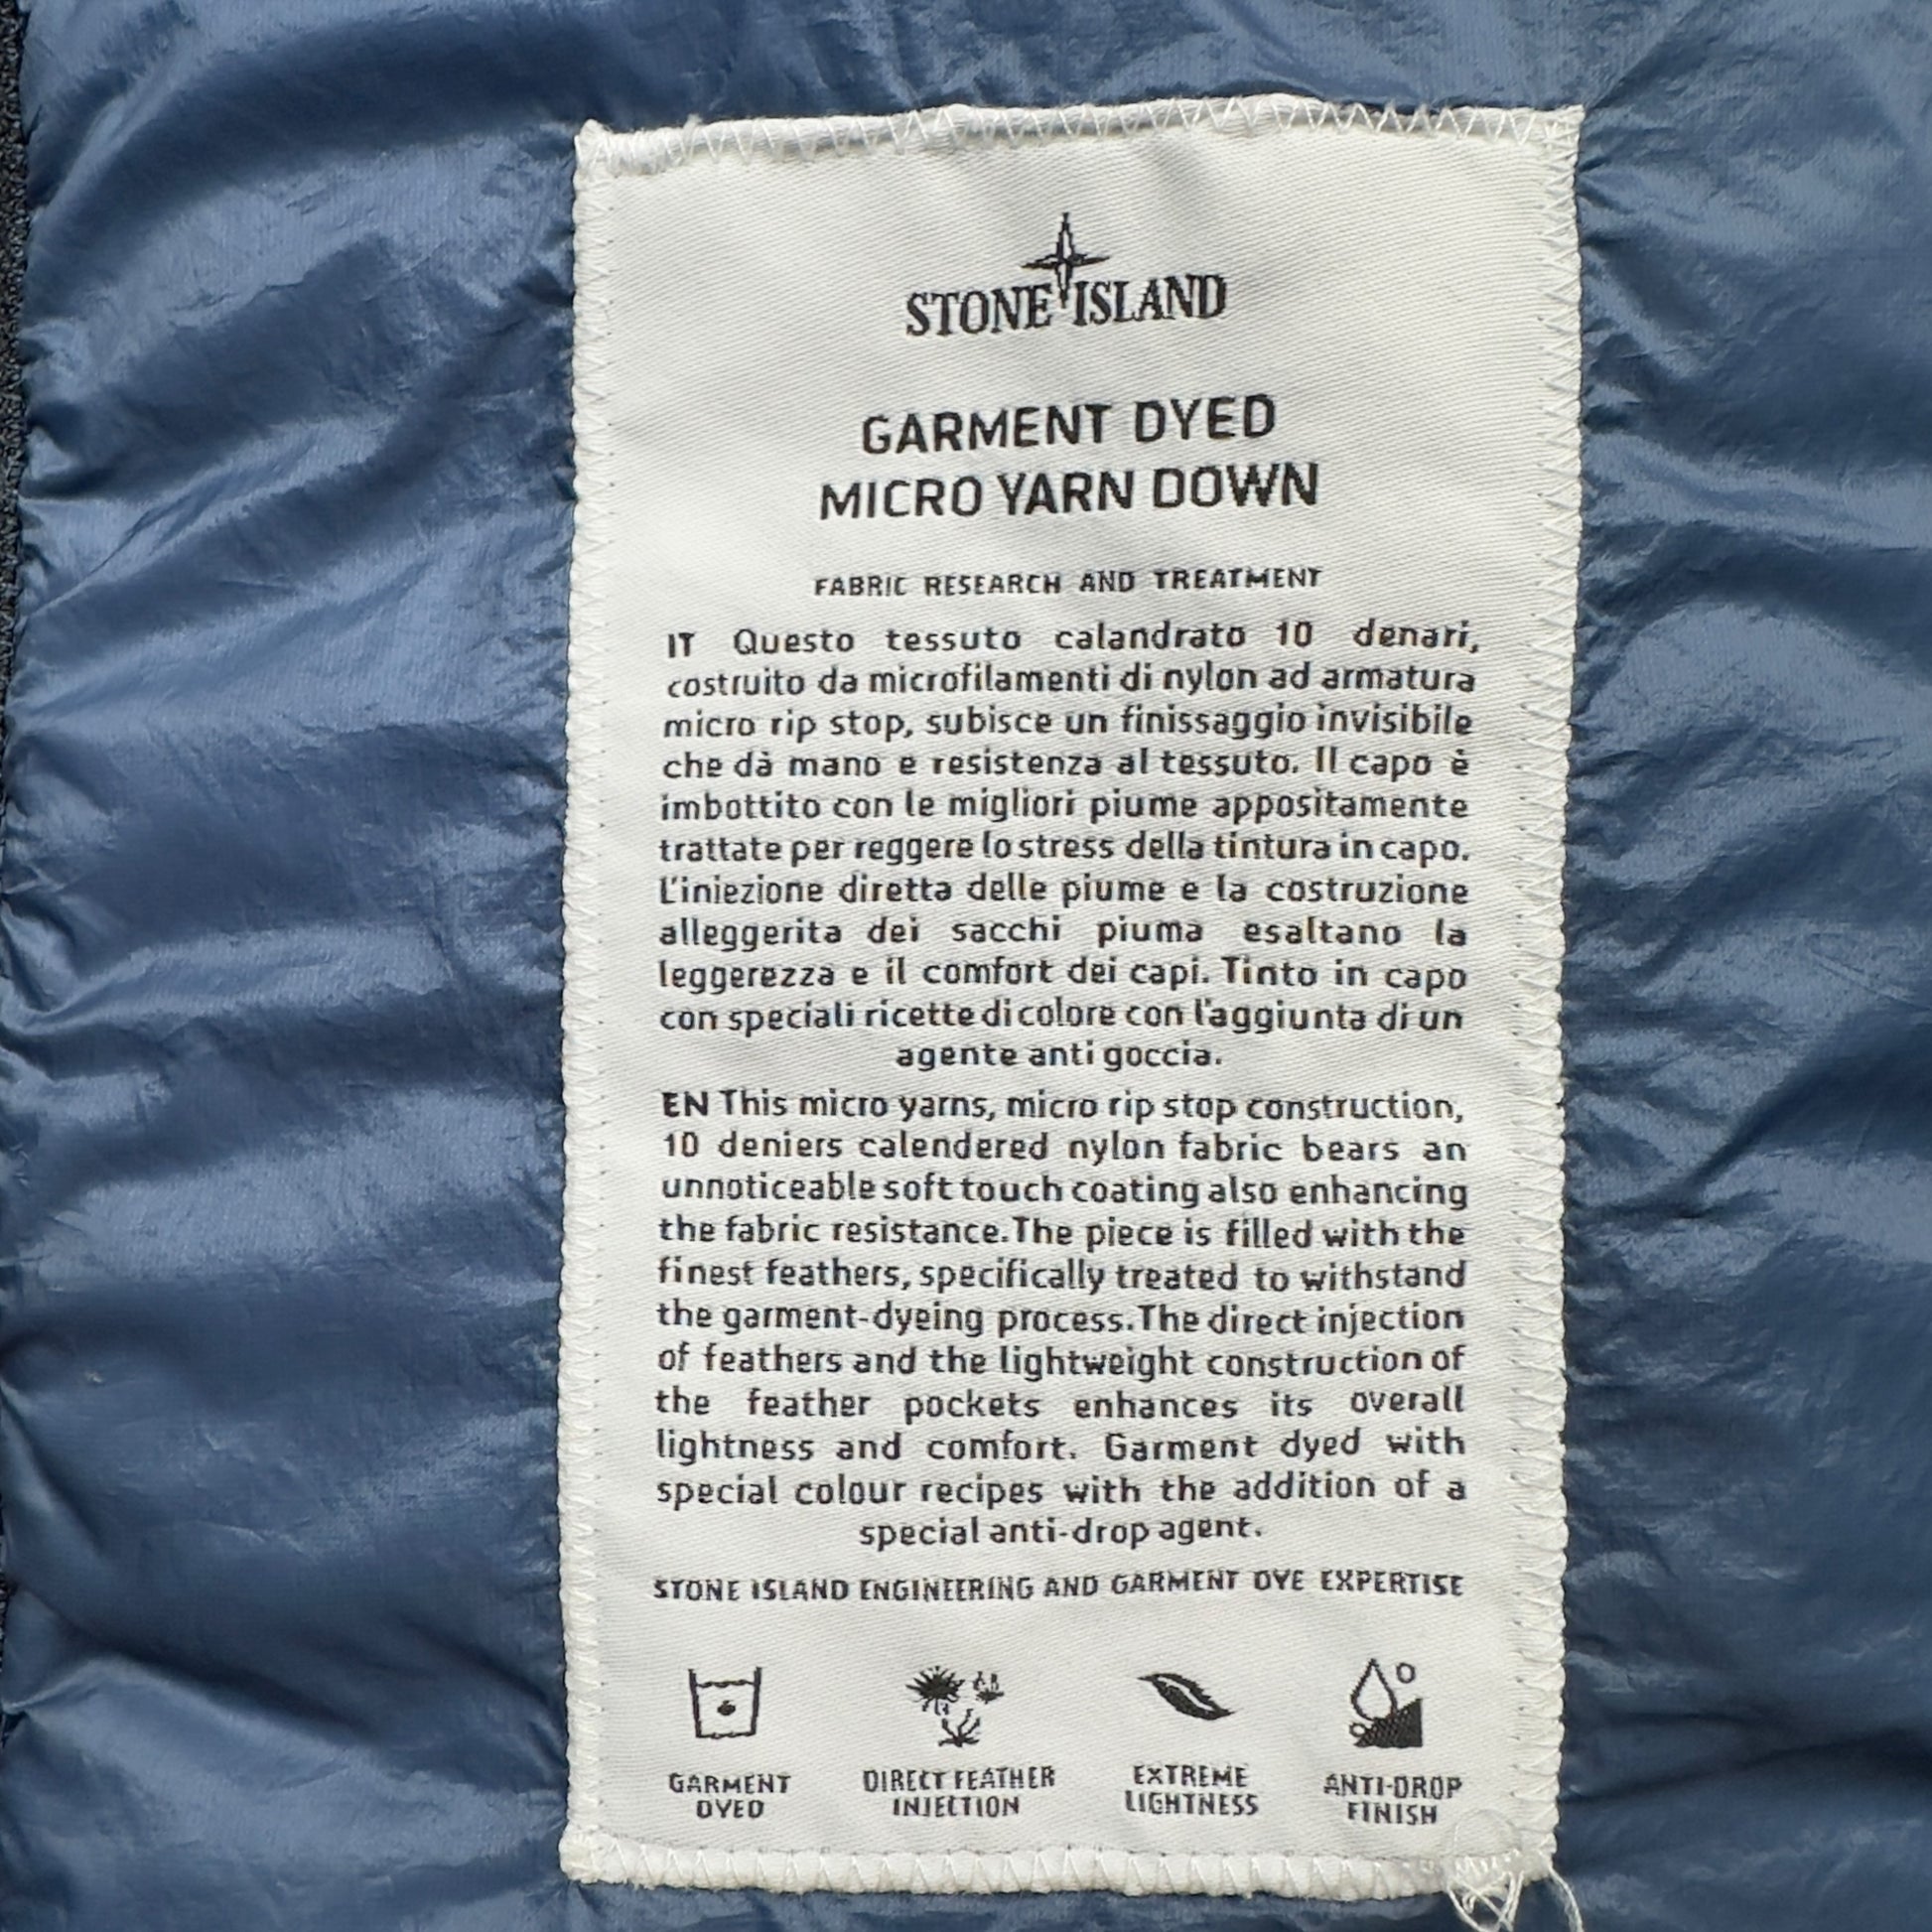 STONE ISLAND
GARMENT DYED
MICRO YARN DOWN
FABRIC RESEARCH AND TREATMENT
IT Questo tessuto calandrato 10 denari,
costruito da microfilamenti di nylon ad armatura
micro rip stop, subisce un finissaggio invisibile
che dà mano e resistenza al tessuto. Il capo è
imbottito con le migliori piume appositamente
trattate per reggere lo stress della tintura in capo.
L'iniezione diretta delle piume e la costruzione
alleggerita dei sacchi piuma esaltano la
leggerezza e il comfort dei capi. Tinto in capo
con speciali ricette di colore con l'aggiunta di un
agente anti goccia.
EN This micro yarns, micro rip stop construction,
10 deniers calendered nylon fabric bears an
unnoticeable soft touch coating also enhancing
the fabric resistance. The piece is filled with the
finest feathers, specifically treated to withstand
the garment-dyeing process. The direct injection
of feathers and the lightweight construction of
the feather pockets enhances its overall
lightness and comfort. Garment dyed with
special colour recipes with the addition of a
special anti-drop agent.
STONE ISLAND ENGINEERING AND GARMENT DYE EXPERTISE
GARMENT DYED
DIRECT FEATHER INJECTION
EXTREME LIGHTNESS
ANTI-DROP FINISH